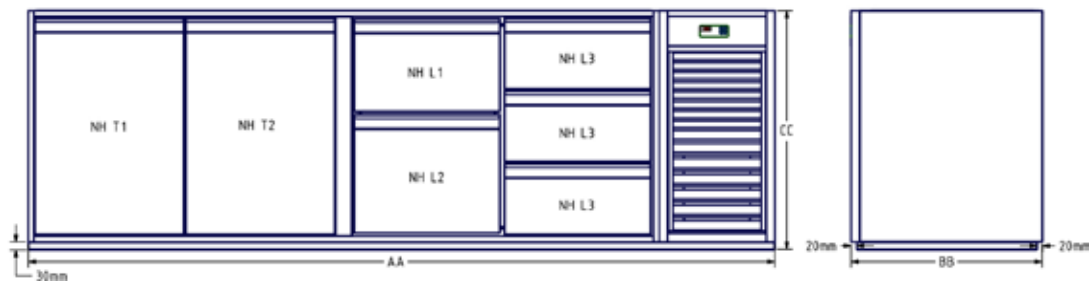 NH T1
NH T2
NH L1
NH L2
NH L3
NH L3
NH L3
CC
AA
30mm
20mm
BB
20mm